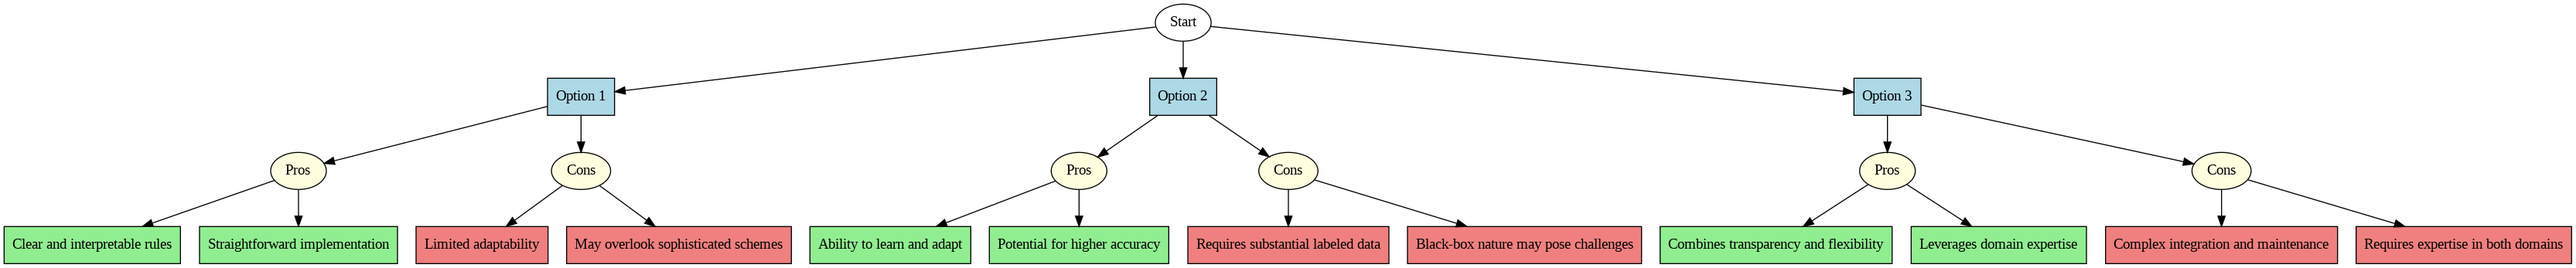 Start
Option 1
Option 2
Option 3
Pros
Cons
Pros
Cons
Pros
Cons
Clear and interpretable rules
Straightforward implementation
Limited adaptability
May overlook sophisticated schemes
Ability to learn and adapt
Potential for higher accuracy
Requires substantial labeled data
Black-box nature may pose challenges
Combines transparency and flexibility
Leverages domain expertise
Complex integration and maintenance
Requires expertise in both domains